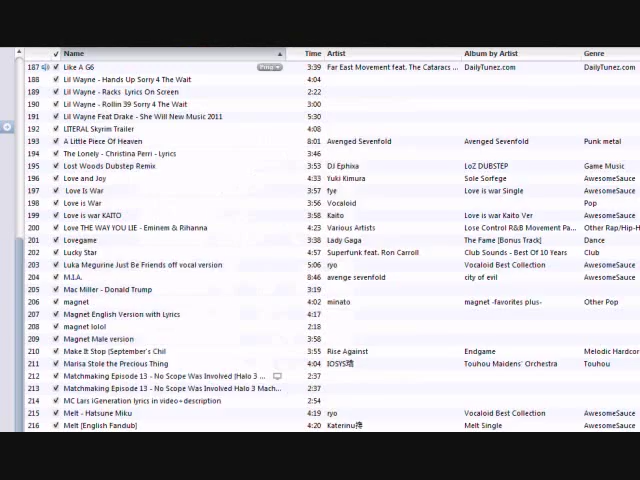 Name Time Artist Album by Artist Genre
187 Like A G6 Ping 3:39 Far East Movement feat. The Cataracs ... DailyTunez.com DailyTunez.com
188 Lil Wayne - Hands Up Sorry 4 The Wait 4:04
189 Lil Wayne - Racks Lyrics On Screen 2:22
190 Lil Wayne - Rollin 39 Sorry 4 The Wait 3:00
191 Lil Wayne Feat Drake - She Will New Music 2011 5:30
192 LITERAL Skyrim Trailer 4:08
193 A Little Piece Of Heaven 8:01 Avenged Sevenfold Avenged Sevenfold Punk metal
194 The Lonely - Christina Perri - Lyrics 3:46
195 Lost Woods Dubstep Remix 3:53 DJ Ephixa LoZ DUBSTEP Game Music
196 Love and Joy 4:33 Yuki Kimura Sole Sorfege AwesomeSauce
197 Love Is War 4:57 fye Love is war Single AwesomeSauce
198 Love is War 3:56 Vocaloid Pop
199 Love is war KAITO 3:58 Kaito Love is war Kaito Ver AwesomeSauce
200 Love THE WAY YOU LIE - Eminem & Rihanna 4:23 Various Artists Lose Control R&B Movement Pa... Other Rap/Hip-H
201 Lovegame 3:38 Lady Gaga The Fame [Bonus Track] Dance
202 Lucky Star 4:57 Superfunk feat. Ron Carroll Club Sounds - Best Of 10 Years Club
203 Luka Megurine Just Be Friends off vocal version 5:06 ryo Vocaloid Best Collection AwesomeSauce
204 M.I.A. 8:46 avenge sevenfold city of evil AwesomeSauce
205 Mac Miller - Donald Trump 3:19
206 magnet 4:02 minato magnet -favorites plus- Other Pop
207 Magnet English Version with Lyrics 4:17
208 magnet lolol 2:18
209 Magnet Male version 3:58
210 Make It Stop (September's Chil 3:55 Rise Against Endgame Melodic Hardcor
211 Marisa Stole the Precious Thing 4:04 IOSYS Touhou Maidens' Orchestra Touhou
212 Matchmaking Episode 13 - No Scope Was Involved (Halo 3 ... 2:37
213 Matchmaking Episode 13 - No Scope Was Involved Halo 3 Mach... 2:37
214 MC Lars iGeneration lyrics in video+description 2:54
215 Melt - Hatsune Miku 4:19 ryo Vocaloid Best Collection AwesomeSauce
216 Melt [English Fandub] 4:20 Katerinu Melt Single AwesomeSauce